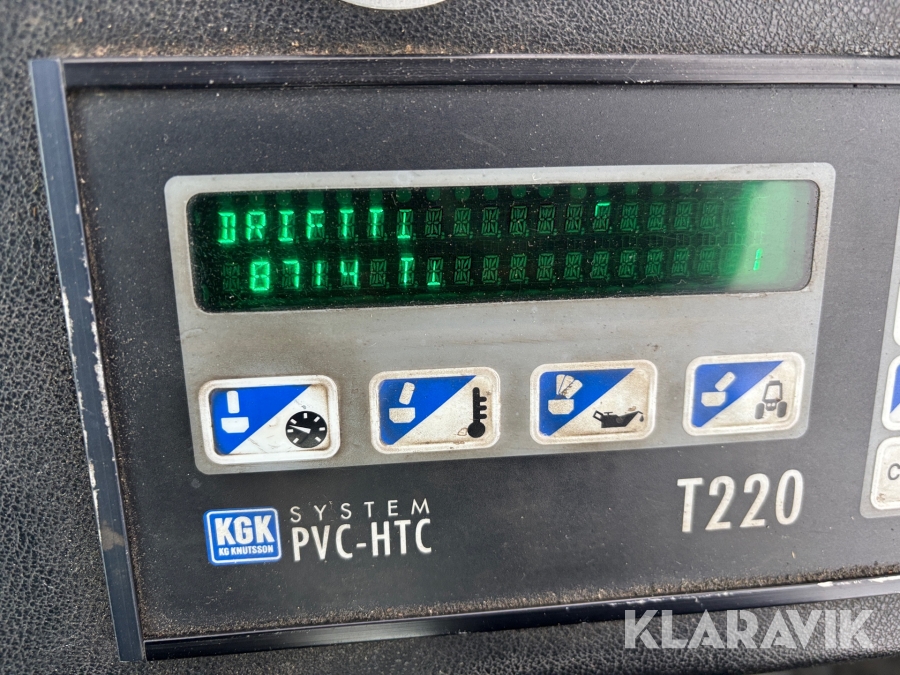 DRIFTTI
8714 TI
KGK
KG KNUTSSON
SYSTEM
PVC-HTC
T220
C
KLARAVIK